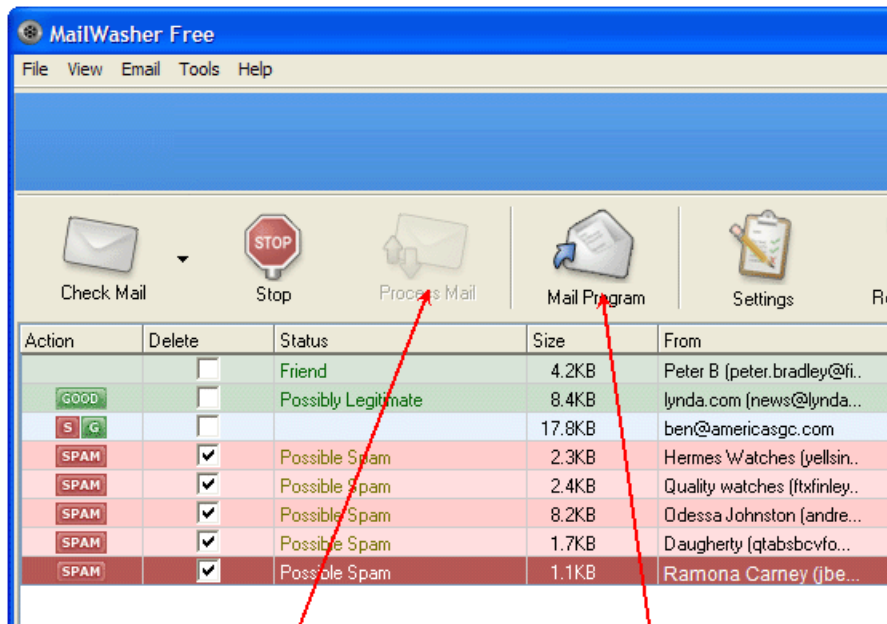 MailWasher Free
File View Email Tools Help
STOP
Check Mail Stop Process Mail Mail Program Settings
Action Delete Status Size From
Friend 4.2KB Peter B (peter.bradley@fi..
GOOD Possibly Legitimate 8.4KB lynda.com (news@lynda...
S G 17.8KB ben@americasgc.com
SPAM Possible Spam 2.3KB Hermes Watches (yellsin..
SPAM Possible Spam 2.4KB Quality watches (ftxfinley..
SPAM Possible Spam 8.2KB Odessa Johnston (andre...
SPAM Possible Spam 1.7KB Daugherty (qtabsbcvfo...
SPAM Possible Spam 1.1KB Ramona Carney (jbe...